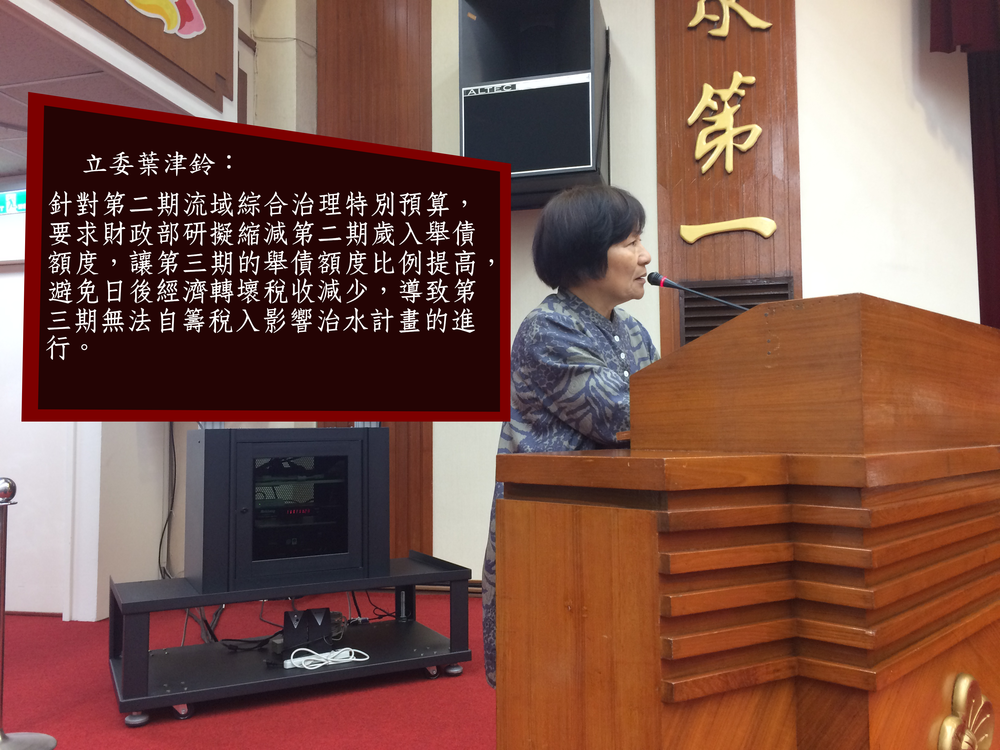 立委葉津鈴：
針對第二期流域綜合治理特別預算，
要求財政部研擬縮減第二期歲入舉債
額度，讓第三期的舉債額度比例提高，
避免日後經濟轉壞稅收減少，導致第
三期無法自籌稅入影響治水計畫的進
行。
ALTEC
第一